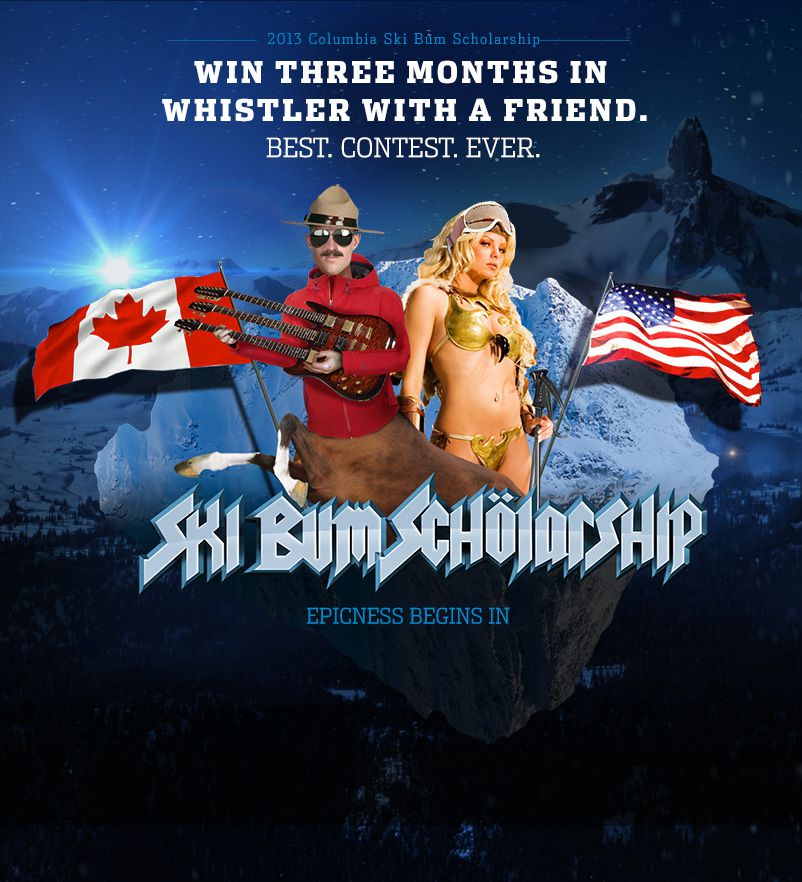 2013 Columbia Ski Bum Scholarship
WIN THREE MONTHS IN
WHISTLER WITH A FRIEND.
BEST. CONTEST. EVER.
SKI BUM SCHÖLARSHIP
EPICNESS BEGINS IN